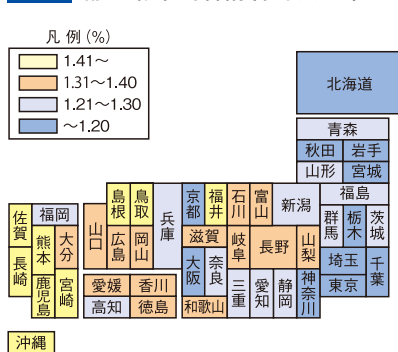 凡 例 (%)
1.41～
1.31～1.40
1.21～1.30
～1.20
北海道
青森
秋田 岩手
山形 宮城
福島
島根 鳥取 兵庫 京都 福井 石川 富山 新潟 群馬 栃木 茨城
佐賀 福岡 山口 広島 岡山 滋賀 岐阜 長野 山梨
熊本 大分 埼玉 千葉
長崎 大阪 奈良 三重 愛知 静岡 神奈川 東京
鹿児島 宮崎 愛媛 香川
高知 徳島 和歌山
沖縄